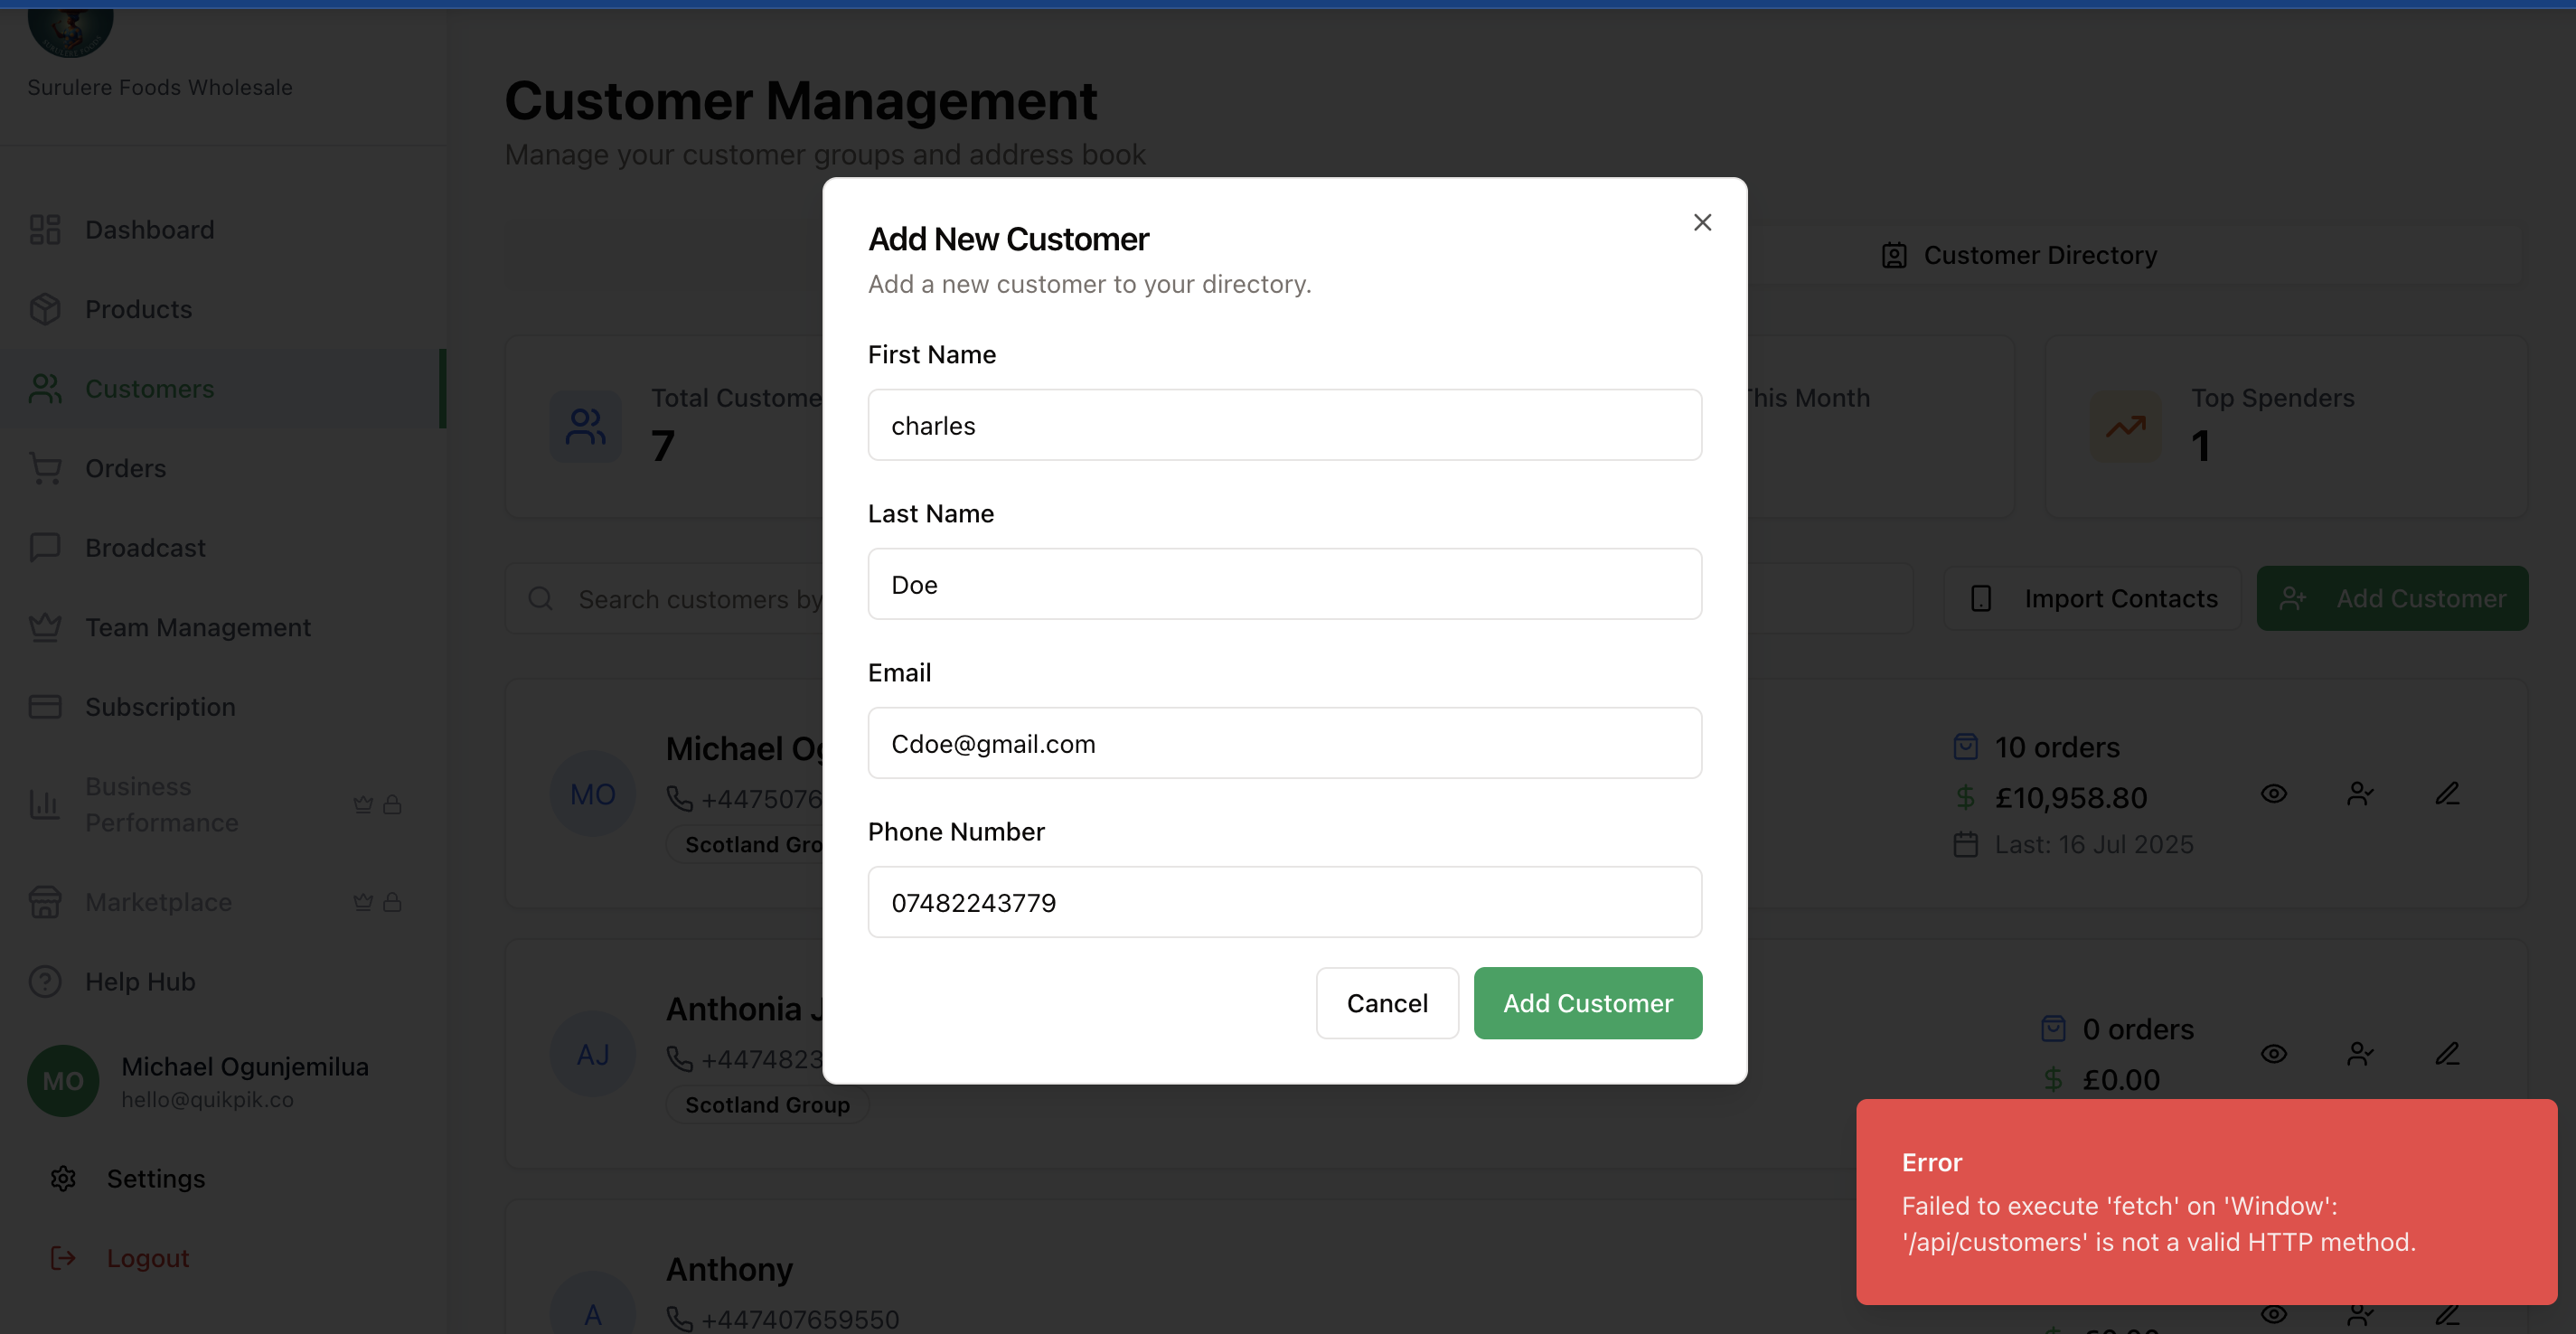 Surulere Foods Wholesale
Dashboard
Products
Customers
Orders
Broadcast
Team Management
Subscription
Business
Performance
Marketplace
Help Hub
MO
Michael Ogunjemilua
hello@quikpik.co
Settings
Logout
Customer Management
Manage your customer groups and address book
Customer Directory
Total Custome
7
This Month
Top Spenders
1
Search customers by
Import Contacts
Add Customer
MO
Michael Og
+4475076
Scotland Gro
10 orders
£10,958.80
Last: 16 Jul 2025
AJ
Anthonia J
+4474823
Scotland Group
0 orders
£0.00
A
Anthony
+447407659550
Add New Customer
Add a new customer to your directory.
First Name
charles
Last Name
Doe
Email
Cdoe@gmail.com
Phone Number
07482243779
Cancel
Add Customer
Error
Failed to execute 'fetch' on 'Window':
'/api/customers' is not a valid HTTP method.